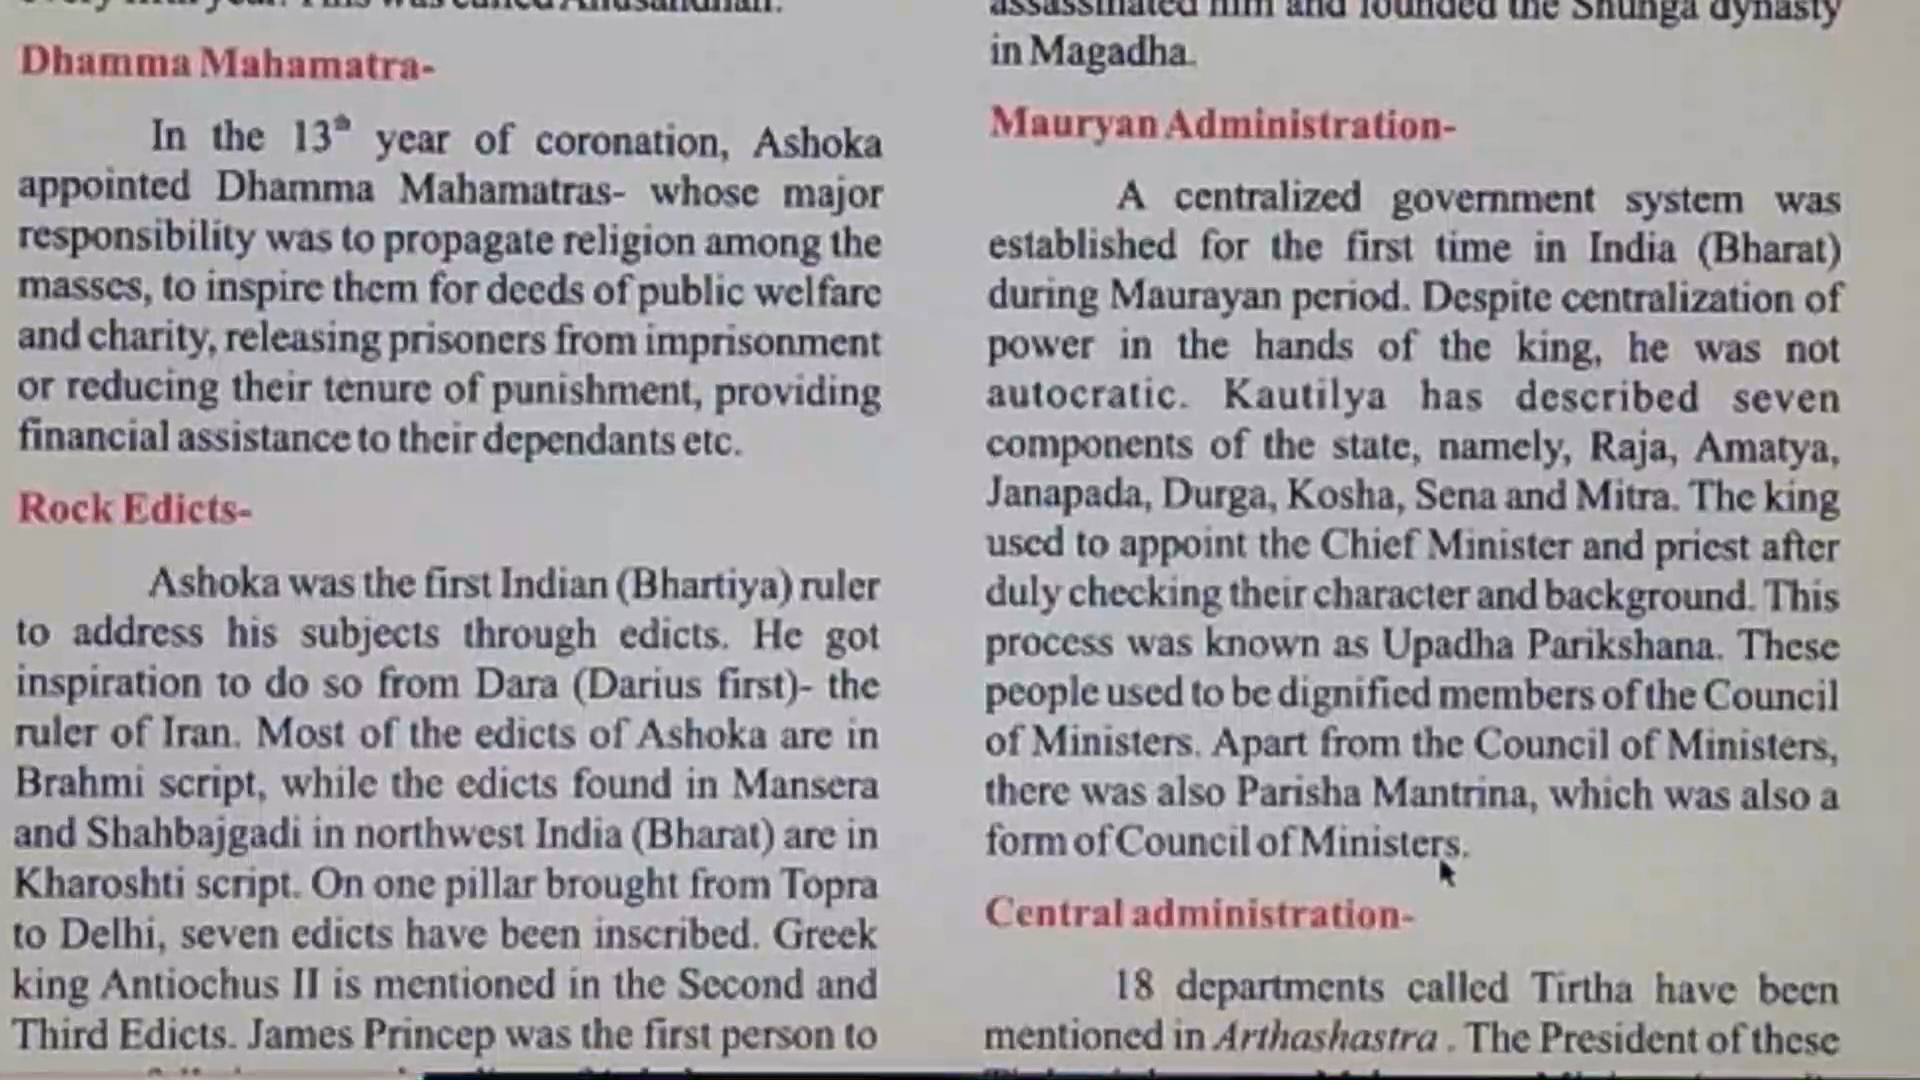 Dhamma Mahamatra-
In the 13th year of coronation, Ashoka
appointed Dhamma Mahamatras- whose major
responsibility was to propagate religion among the
masses, to inspire them for deeds of public welfare
and charity, releasing prisoners from imprisonment
or reducing their tenure of punishment, providing
financial assistance to their dependants etc.
Rock Edicts-
Ashoka was the first Indian (Bhartiya) ruler
to address his subjects through edicts. He got
inspiration to do so from Dara (Darius first)- the
ruler of Iran. Most of the edicts of Ashoka are in
Brahmi script, while the edicts found in Mansera
and Shahbajgadi in northwest India (Bharat) are in
Kharoshti script. On one pillar brought from Topra
to Delhi, seven edicts have been inscribed. Greek
king Antiochus II is mentioned in the Second and
Third Edicts. James Princep was the first person to
assassinated him and founded the Shunga dynasty
in Magadha.
Mauryan Administration-
A centralized government system was
established for the first time in India (Bharat)
during Maurayan period. Despite centralization of
power in the hands of the king, he was not
autocratic. Kautilya has described seven
components of the state, namely, Raja, Amatya,
Janapada, Durga, Kosha, Sena and Mitra. The king
used to appoint the Chief Minister and priest after
duly checking their character and background. This
process was known as Upadha Parikshana. These
people used to be dignified members of the Council
of Ministers. Apart from the Council of Ministers,
there was also Parisha Mantrina, which was also a
form of Council of Ministers.
Central administration-
18 departments called Tirtha have been
mentioned in Arthashastra . The President of these